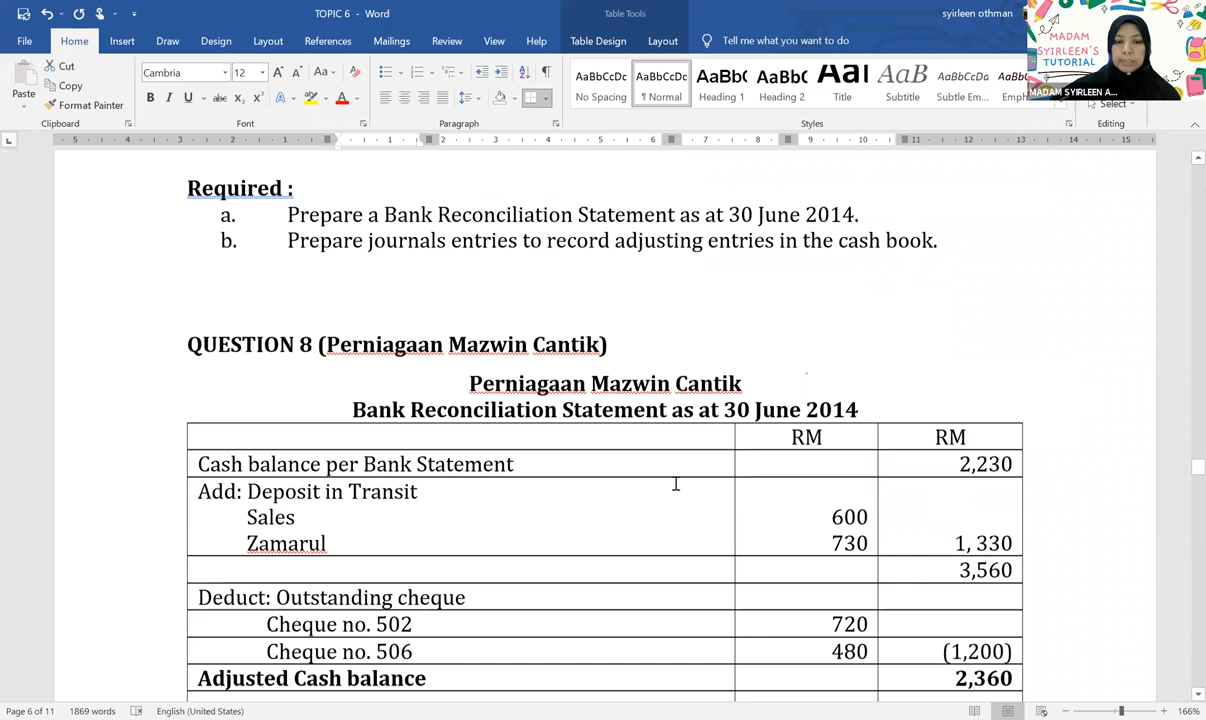 TOPIC 6 - Word
Table Tools
syirleen othman
File
Home
Insert
Draw
Design
Layout
References
Mailings
Review
View
Help
Table Design
Layout
Tell me what you want to do
MADAM
SYIRLEEN'S
TUTORIAL
MADAM SYIRLEEN A...
Paste
Cut
Copy
Format Painter
Clipboard
Cambria
12
Font
Paragraph
AaBbCcDc
No Spacing
AaBbCcDc
¶ Normal
AaBbC
Heading 1
AaBbCc
Heading 2
AaI
Title
AaB
Subtitle
AaBbCcDc
Subtle Em...
Select
Styles
Editing
Required :
a. Prepare a Bank Reconciliation Statement as at 30 June 2014.
b. Prepare journals entries to record adjusting entries in the cash book.
QUESTION 8 (Perniagaan Mazwin Cantik)
Perniagaan Mazwin Cantik
Bank Reconciliation Statement as at 30 June 2014
RM RM
Cash balance per Bank Statement 2,230
Add: Deposit in Transit
Sales 600
Zamarul 730 1, 330
3,560
Deduct: Outstanding cheque
Cheque no. 502 720
Cheque no. 506 480 (1,200)
Adjusted Cash balance 2,360
Page 6 of 11 1869 words English (United States) 166%